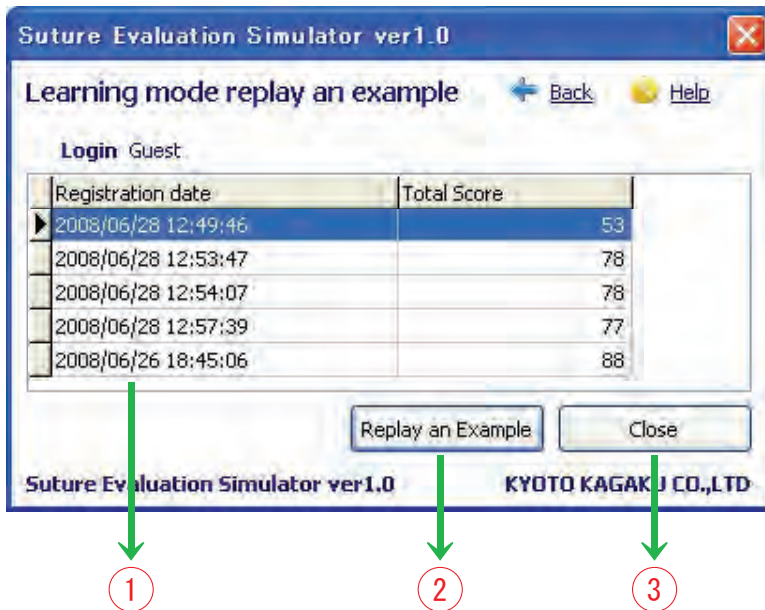 Suture Evaluation Simulator ver1.0
Learning mode replay an example Back Help
Login Guest
Registration date Total Score
2008/06/28 12:49:46 53
2008/06/28 12:53:47 78
2008/06/28 12:54:07 78
2008/06/28 12:57:39 77
2008/06/26 18:45:06 88
Replay an Example Close
Suture Evaluation Simulator ver1.0 KYOTO KAGAKU CO.,LTD
1 2 3